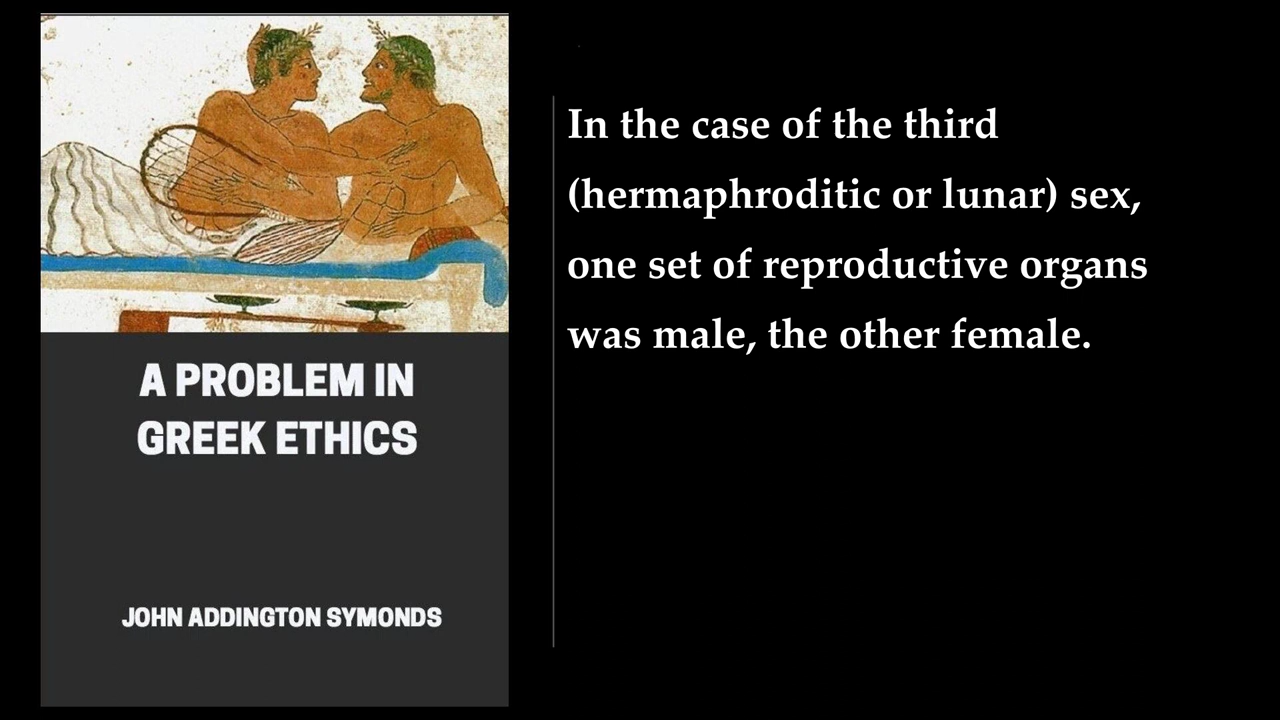 A PROBLEM IN
GREEK ETHICS
JOHN ADDINGTON SYMONDS
In the case of the third
(hermaphroditic or lunar) sex,
one set of reproductive organs
was male, the other female.